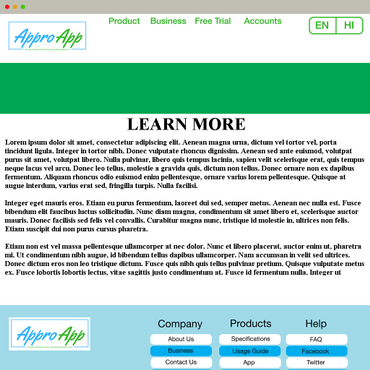 Product Business Free Trial Accounts
EN HI
Appro App
LEARN MORE
Lorem ipsum dolor sit amet, consectetur adipiscing elit. Aenean magna urna, dictum vel tortor vel, porta
tincidunt ligula. Integer in tortor nibh. Donec vulputate rhoncus dignissim. Aenean sed ante euismod, volutpat
purus sit amet, volutpat libero. Nulla pulvinar, libero quis tempus lacinia, sapien velit scelerisque erat, quis tempus
neque lacus vel arcu. Donec leo tellus, molestie a gravida quis, dictum non tellus. Donec ornare non ex dapibus
fermentum. Aliquam rhoncus odio euismod enim pellentesque, ornare varius lorem pellentesque. Quisque at
augue interdum, varius erat sed, fringilla turpis. Nulla facilisi.
Integer eget mauris eros. Etiam eu purus fermentum, laoreet dui sed, semper metus. Aenean nec nulla est. Fusce
bibendum elit faucibus luctus sollicitudin. Nunc diam magna, condimentum sit amet libero et, scelerisque auctor
mauris. Donec facilisis sed felis vel convallis. Curabitur magna nunc, tristique id molestie in, ultrices non felis.
Etiam suscipit dui non purus cursus pharetra.
Etiam non est vel massa pellentesque ullamcorper at nec dolor. Nunc et libero placerat, auctor enim ut, pharetra
mi. Ut condimentum nibh augue, id bibendum tellus dapibus ullamcorper. Nam accumsan in velit sed ultrices.
Donec dictum eros non leo tristique dictum. Fusce quis nibh quis tellus pulvinar pretium. Quisque vulputate metus
ex. Fusce lobortis lobortis lectus, vitae sagittis justo condimentum at. Fusce id fermentum nulla. Integer ut
Appro App
Company Products Help
About Us Specifications FAQ
Business Usage Guide Facebook
Contact Us App Twitter